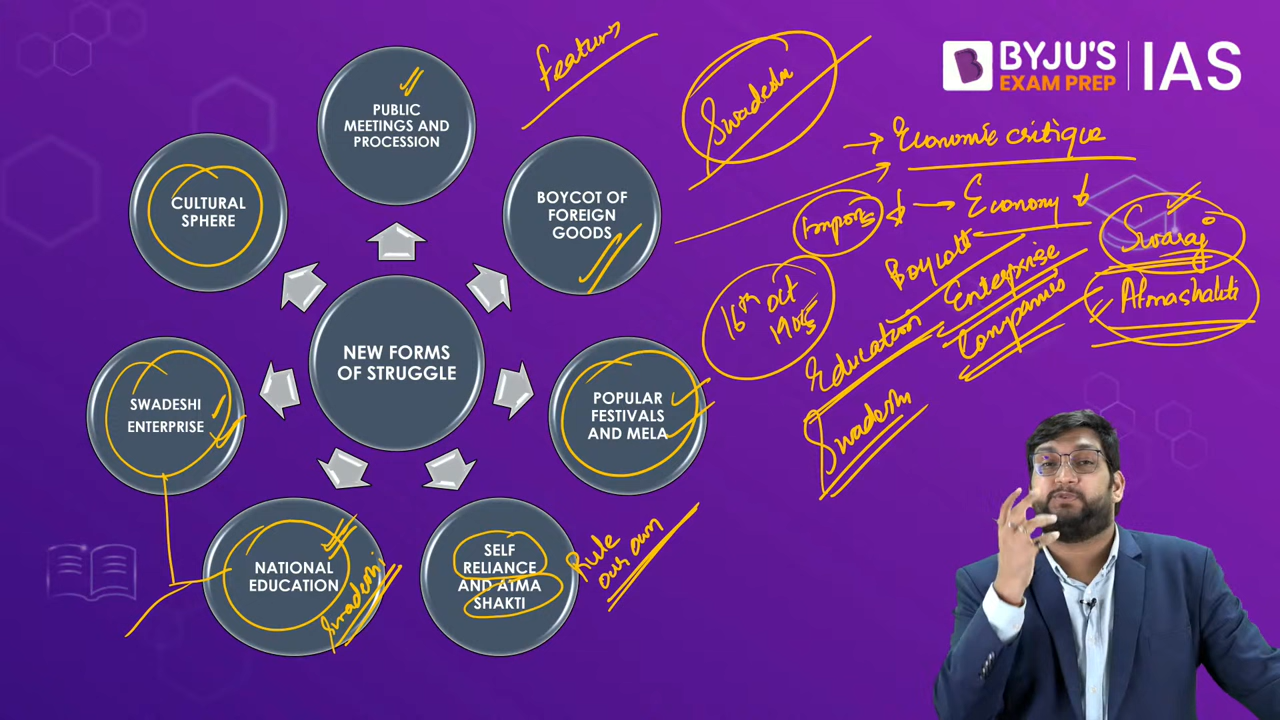 BYJU'S
EXAM PREP
IAS
Features
Swadeshi
→ Economic critique
Imports ↓ → Economy ↓
Boycott
Enterprise
Companies
Swaraj
Atmashakti
16th Oct
1905
Education
Swadeshi
PUBLIC
MEETINGS AND
PROCESSION
CULTURAL
SPHERE
BOYCOT OF
FOREIGN
GOODS
NEW FORMS
OF STRUGGLE
SWADESHI
ENTERPRISE
POPULAR
FESTIVALS
AND MELA
NATIONAL
EDUCATION
Swadeshi
SELF
RELIANCE
AND ATMA
SHAKTI
Rule
our own